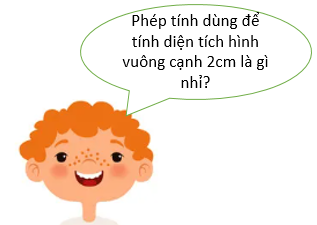 Phép tính dùng để
tính diện tích hình
vuông cạnh 2cm là gì
nhỉ?